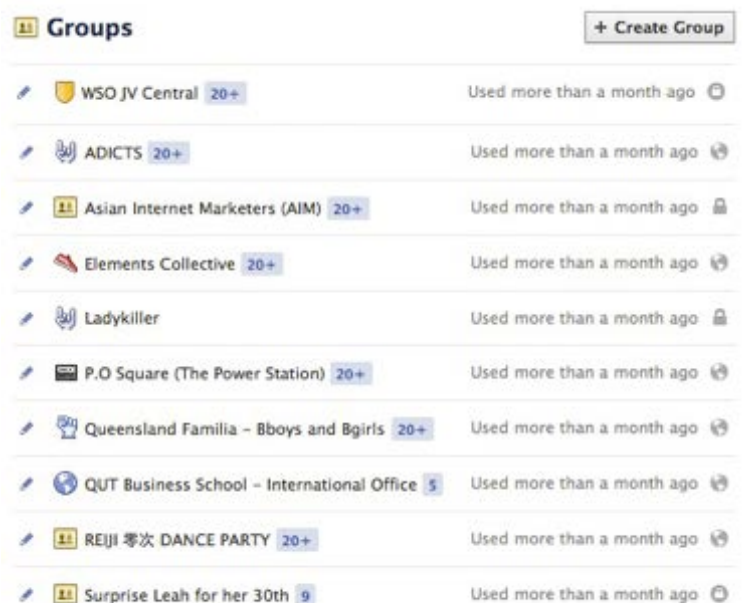 Groups
+ Create Group
WSO JV Central 20+ Used more than a month ago
ADICTS 20+ Used more than a month ago
Asian Internet Marketers (AIM) 20+ Used more than a month ago
Elements Collective 20+ Used more than a month ago
Ladykiller Used more than a month ago
P.O Square (The Power Station) 20+ Used more than a month ago
Queensland Familia – Bboys and Bgirls 20+ Used more than a month ago
QUT Business School – International Office 5 Used more than a month ago
REIJI 零次 DANCE PARTY 20+ Used more than a month ago
Surprise Leah for her 30th 9 Used more than a month ago